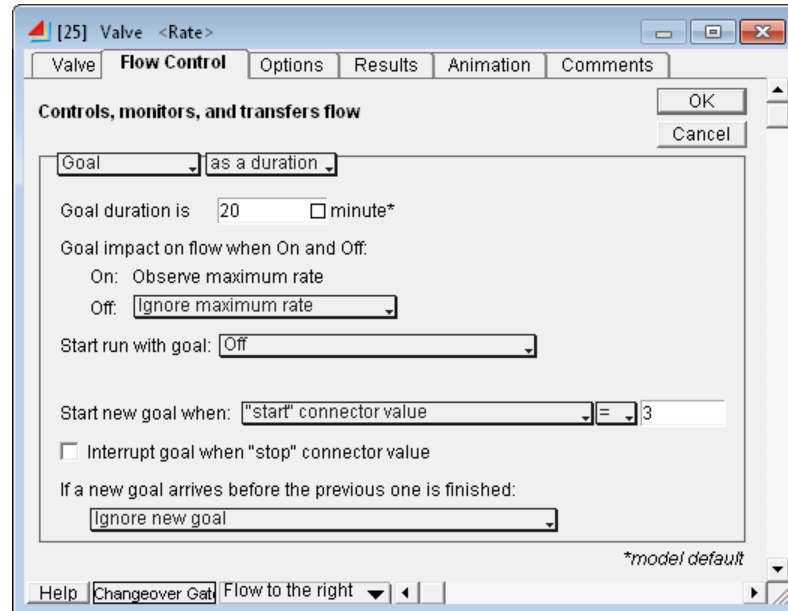 [25] Valve <Rate>
Valve Flow Control Options Results Animation Comments
Controls, monitors, and transfers flow
OK
Cancel
Goal as a duration
Goal duration is 20 minute*
Goal impact on flow when On and Off:
On: Observe maximum rate
Off: Ignore maximum rate
Start run with goal: Off
Start new goal when: "start" connector value = 3
Interrupt goal when "stop" connector value
If a new goal arrives before the previous one is finished:
Ignore new goal
*model default
Help Changeover Gat Flow to the right